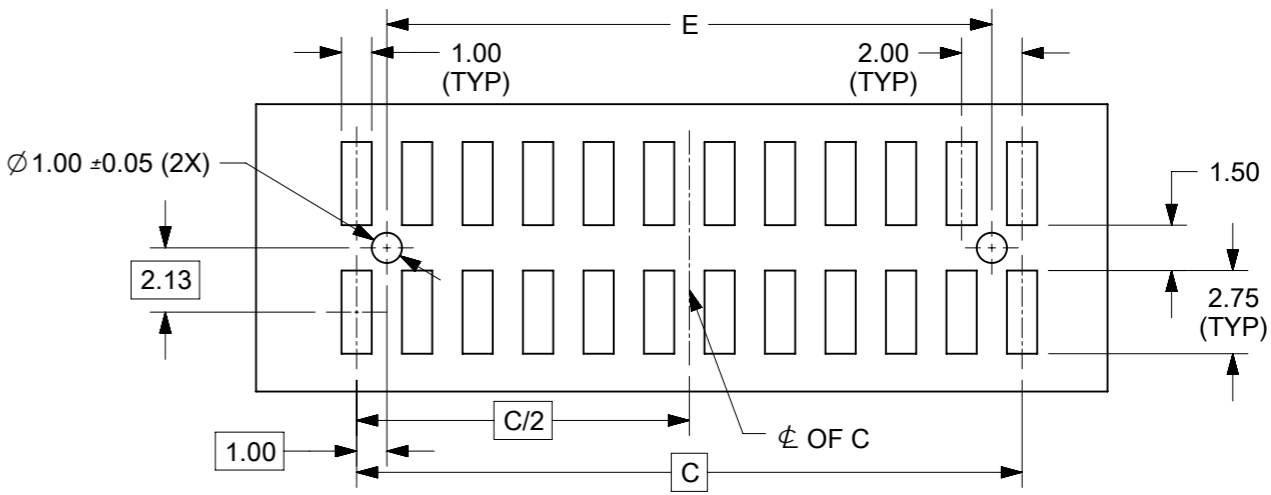 E
1.00
(TYP)
2.00
(TYP)
∅1.00 ±0.05 (2X)
1.50
2.13
2.75
(TYP)
C/2
℄ OF C
1.00
C